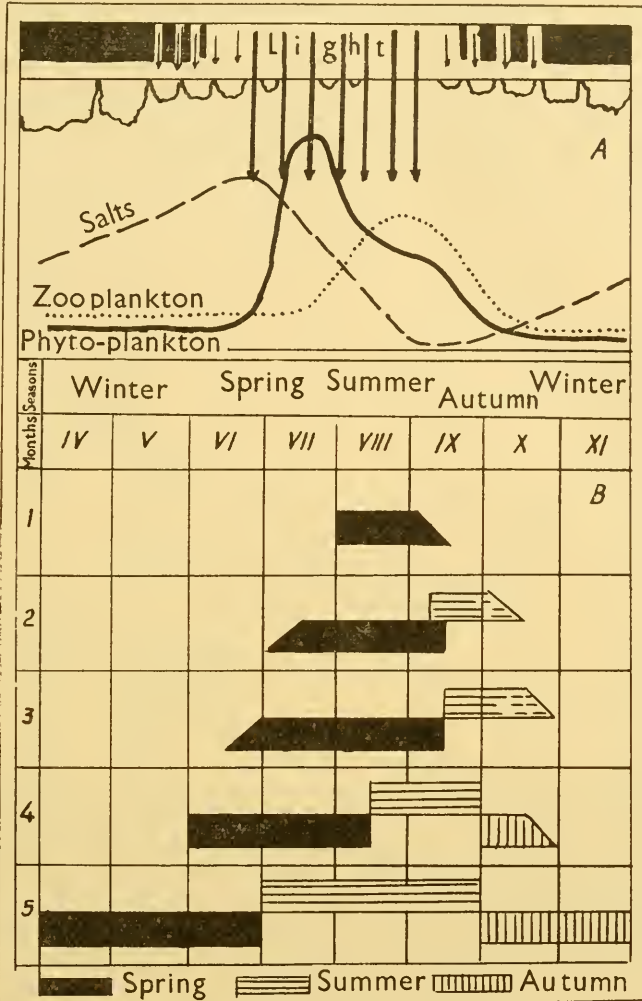 Light
A
Salts
Zooplankton
Phyto-plankton
Seasons Winter Spring Summer Autumn Winter
Months IV V VI VII VIII IX X XI
B
1
2
3
4
5
Spring Summer Autumn